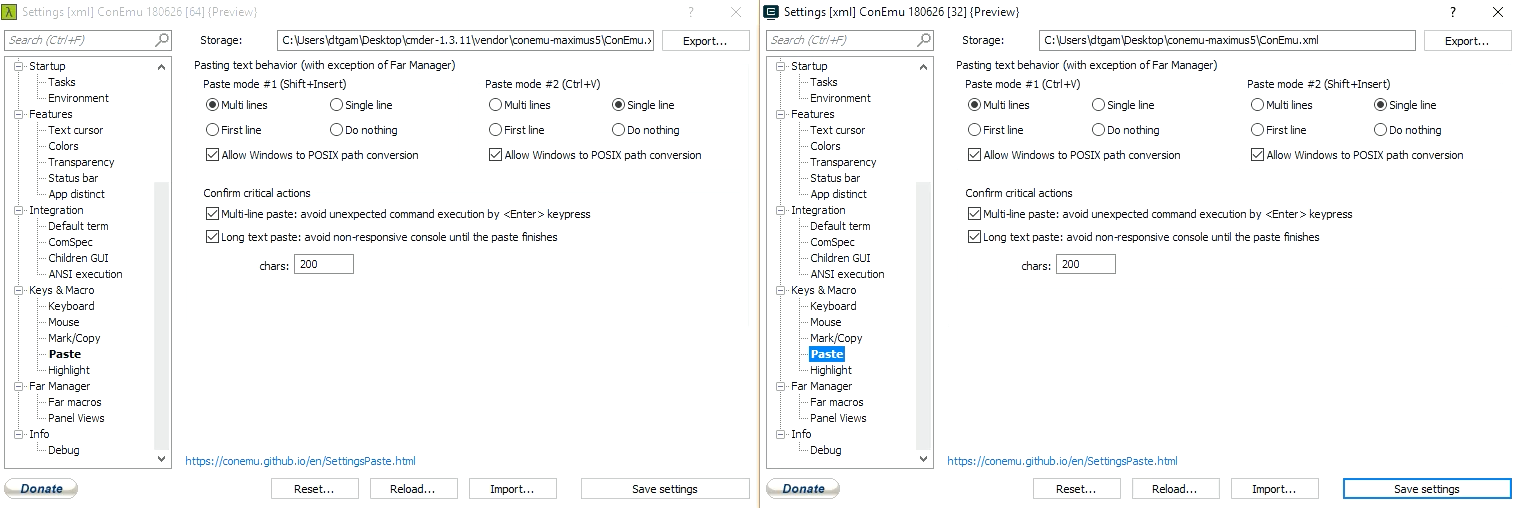 Settings [xml] ConEmu 180626 [64] {Preview}
?
Search (Ctrl+F)
Storage:
C:\Users\dtgam\Desktop\cmder-1.3.11\vendor\conemu-maximus5\ConEmu.x
Export...
Startup
Tasks
Environment
Features
Text cursor
Colors
Transparency
Status bar
App distinct
Integration
Default term
ComSpec
Children GUI
ANSI execution
Keys & Macro
Keyboard
Mouse
Mark/Copy
Paste
Highlight
Far Manager
Far macros
Panel Views
Info
Debug
Pasting text behavior (with exception of Far Manager)
Paste mode #1 (Shift+Insert)
Multi lines
Single line
First line
Do nothing
Allow Windows to POSIX path conversion
Paste mode #2 (Ctrl+V)
Multi lines
Single line
First line
Do nothing
Allow Windows to POSIX path conversion
Confirm critical actions
Multi-line paste: avoid unexpected command execution by <Enter> keypress
Long text paste: avoid non-responsive console until the paste finishes
chars: 200
https://conemu.github.io/en/SettingsPaste.html
Donate
Reset...
Reload...
Import...
Save settings
Settings [xml] ConEmu 180626 [32] {Preview}
?
Search (Ctrl+F)
Storage:
C:\Users\dtgam\Desktop\conemu-maximus5\ConEmu.xml
Export...
Startup
Tasks
Environment
Features
Text cursor
Colors
Transparency
Status bar
App distinct
Integration
Default term
ComSpec
Children GUI
ANSI execution
Keys & Macro
Keyboard
Mouse
Mark/Copy
Paste
Highlight
Far Manager
Far macros
Panel Views
Info
Debug
Pasting text behavior (with exception of Far Manager)
Paste mode #1 (Ctrl+V)
Multi lines
Single line
First line
Do nothing
Allow Windows to POSIX path conversion
Paste mode #2 (Shift+Insert)
Multi lines
Single line
First line
Do nothing
Allow Windows to POSIX path conversion
Confirm critical actions
Multi-line paste: avoid unexpected command execution by <Enter> keypress
Long text paste: avoid non-responsive console until the paste finishes
chars: 200
https://conemu.github.io/en/SettingsPaste.html
Donate
Reset...
Reload...
Import...
Save settings